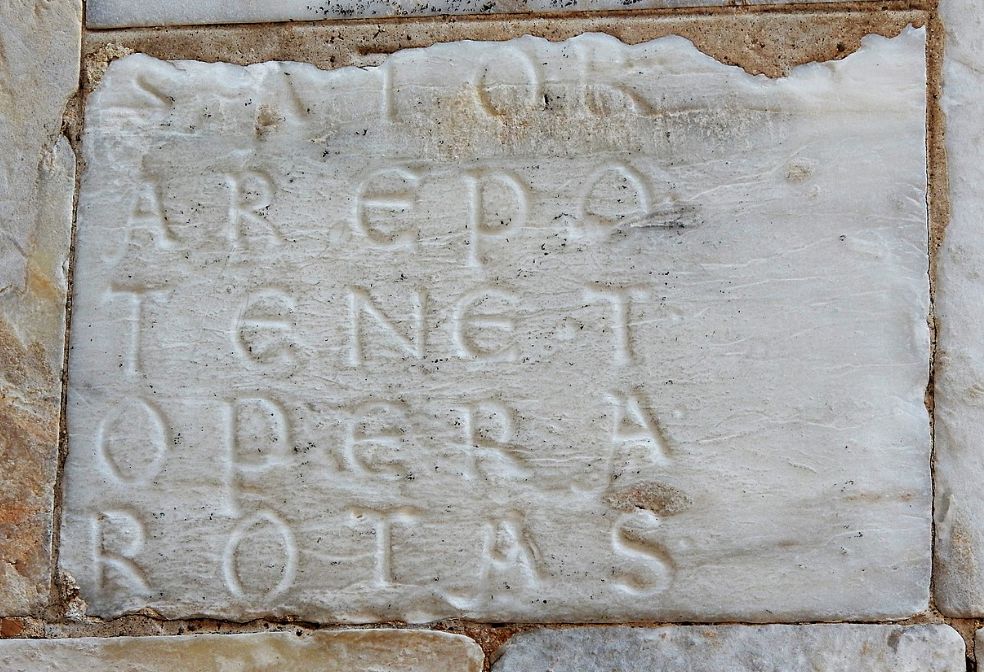 SATOR
AREPO
TENET
OPERA
ROTAS